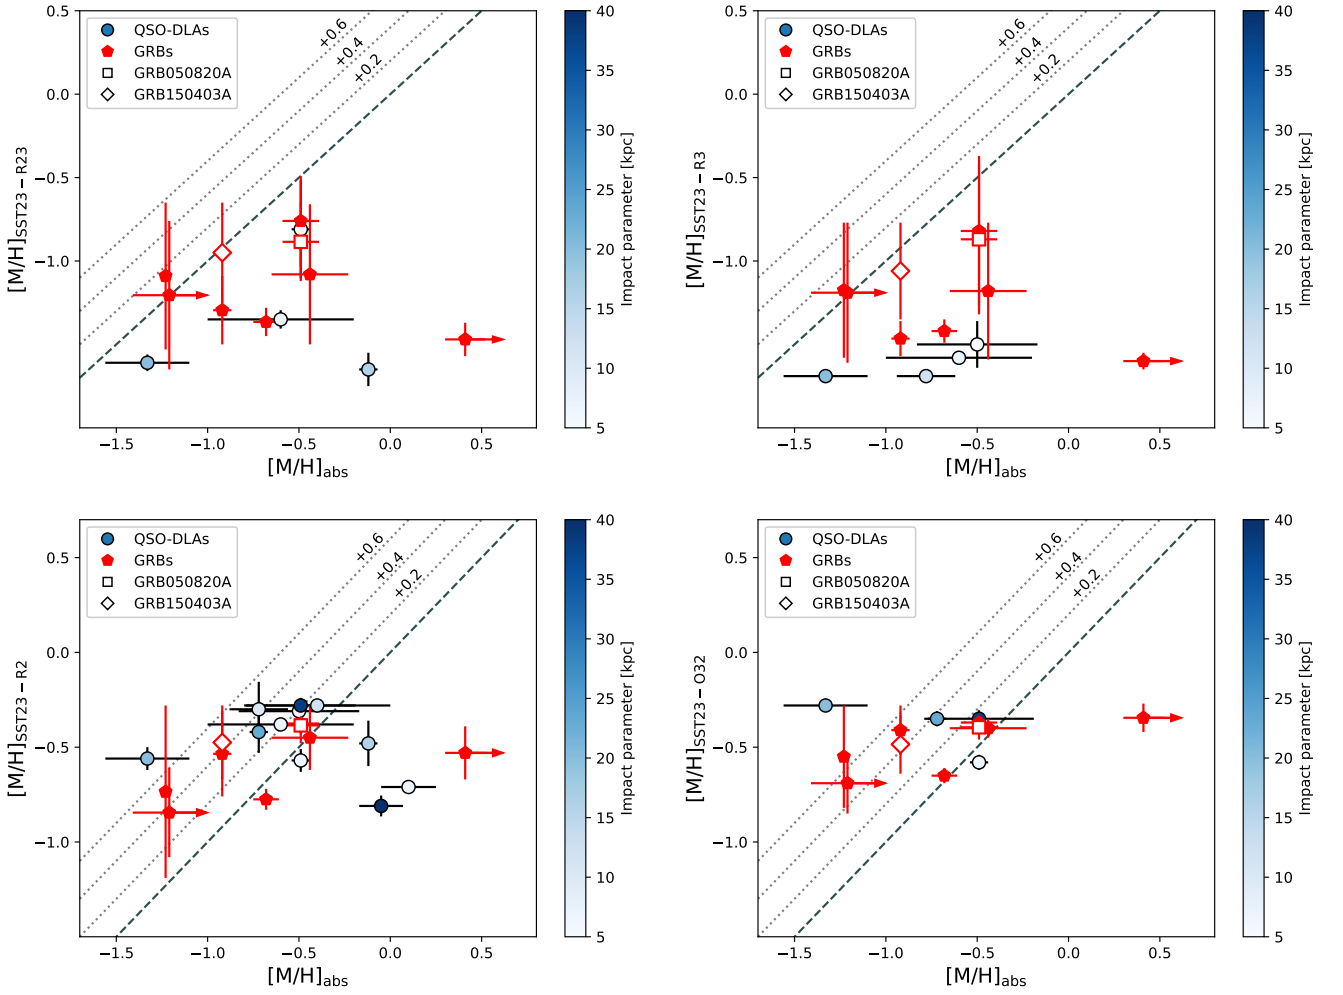 0.5
0.0
−0.5
−1.0
[M/H]SST23 − R23
QSO-DLAs
GRBs
GRB050820A
GRB150403A
+0.6
+0.4
+0.2
−1.5
−1.0
−0.5
0.0
0.5
[M/H]abs
40
35
30
25
20
15
10
5
Impact parameter [kpc]
0.5
0.0
−0.5
−1.0
[M/H]SST23 − R3
QSO-DLAs
GRBs
GRB050820A
GRB150403A
+0.6
+0.4
+0.2
−1.5
−1.0
−0.5
0.0
0.5
[M/H]abs
40
35
30
25
20
15
10
5
Impact parameter [kpc]
0.5
0.0
−0.5
−1.0
[M/H]SST23 − R2
QSO-DLAs
GRBs
GRB050820A
GRB150403A
+0.6
+0.4
+0.2
−1.5
−1.0
−0.5
0.0
0.5
[M/H]abs
40
35
30
25
20
15
10
5
Impact parameter [kpc]
0.5
0.0
−0.5
−1.0
[M/H]SST23 − O32
QSO-DLAs
GRBs
GRB050820A
GRB150403A
+0.6
+0.4
+0.2
−1.5
−1.0
−0.5
0.0
0.5
[M/H]abs
40
35
30
25
20
15
10
5
Impact parameter [kpc]